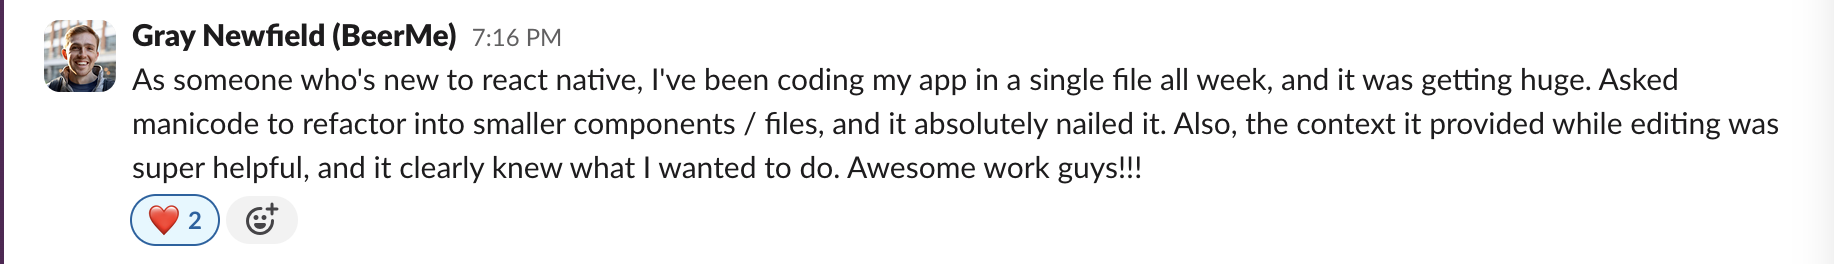 Gray Newfield (BeerMe) 7:16 PM
As someone who's new to react native, I've been coding my app in a single file all week, and it was getting huge. Asked
manicode to refactor into smaller components / files, and it absolutely nailed it. Also, the context it provided while editing was
super helpful, and it clearly knew what I wanted to do. Awesome work guys!!!
❤️ 2